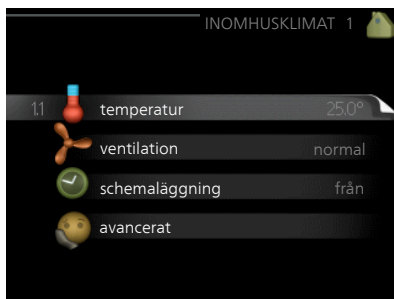 INOMHUSKLIMAT 1
1.1 temperatur 25.0°
ventilation normal
schemaläggning från
avancerat